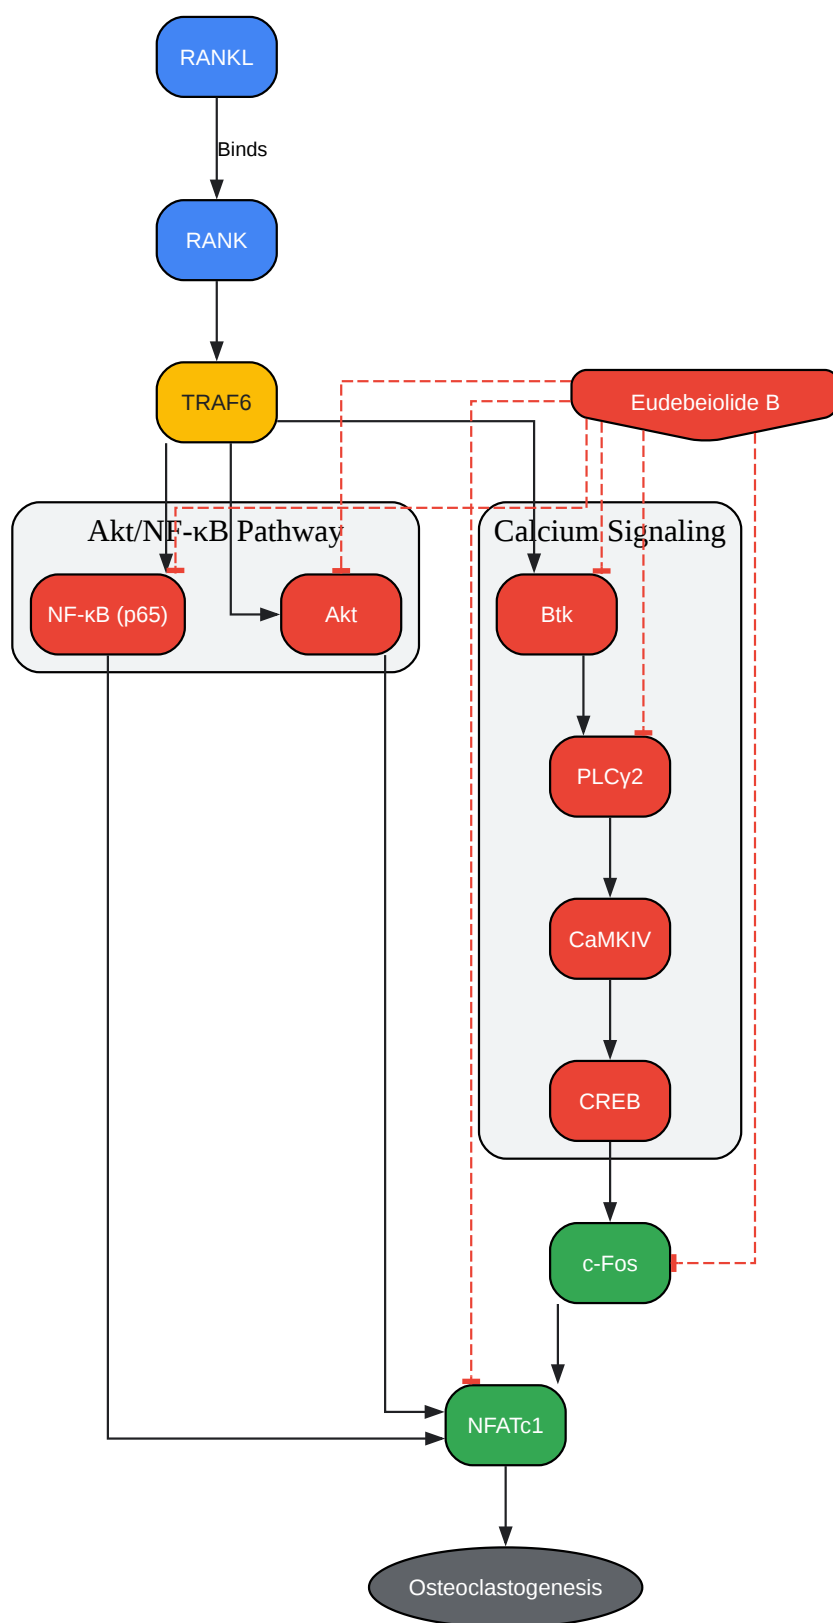 RANKL
Binds
RANK
TRAF6
Eudebeiolide B
Akt/NF-κB Pathway
Calcium Signaling
NF-κB (p65)
Akt
Btk
PLCγ2
CaMKIV
CREB
c-Fos
NFATc1
Osteoclastogenesis